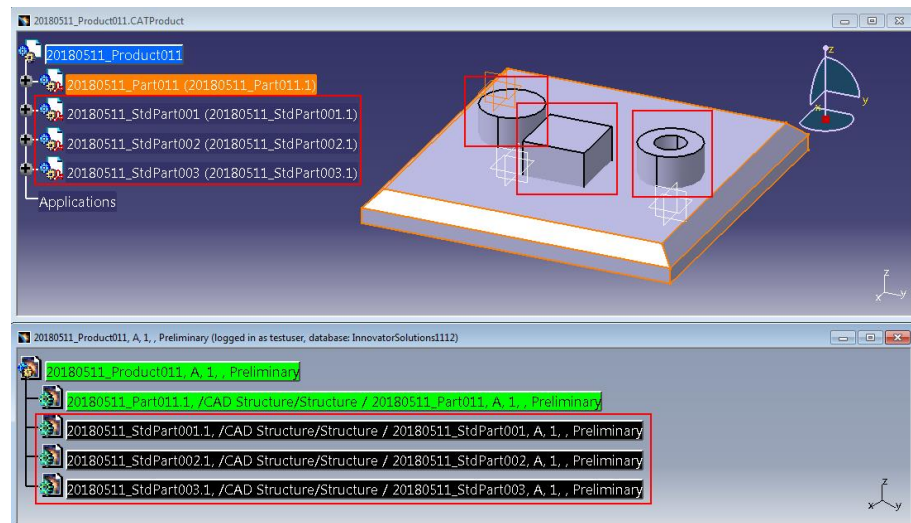 20180511_Product011.CATProduct
20180511_Product011
20180511_Part011 (20180511_Part011.1)
20180511_StdPart001 (20180511_StdPart001.1)
20180511_StdPart002 (20180511_StdPart002.1)
20180511_StdPart003 (20180511_StdPart003.1)
Applications
z
y
x
z
x
y
20180511_Product011, A, 1, , Preliminary (logged in as testuser, database: InnovatorSolutions1112)
20180511_Product011, A, 1, , Preliminary
20180511_Part011.1, /CAD Structure/Structure / 20180511_Part011, A, 1, , Preliminary
20180511_StdPart001.1, /CAD Structure/Structure / 20180511_StdPart001, A, 1, , Preliminary
20180511_StdPart002.1, /CAD Structure/Structure / 20180511_StdPart002, A, 1, , Preliminary
20180511_StdPart003.1, /CAD Structure/Structure / 20180511_StdPart003, A, 1, , Preliminary
z
x
y